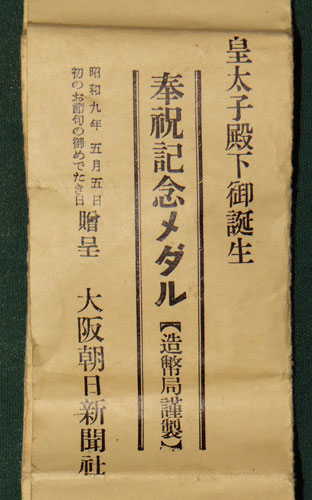 皇太子殿下御誕生
奉祝記念メダル【造幣局謹製】
昭和九年五月五日
初のお節句の御めでたき日
贈呈 大阪朝日新聞社